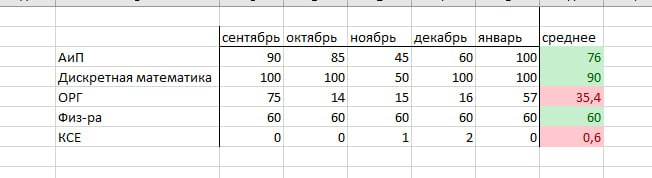 сентябрь октябрь ноябрь декабрь январь среднее
АиП 90 85 45 60 100 76
Дискретная математика 100 100 50 100 100 90
ОРГ 75 14 15 16 57 35,4
Физ-ра 60 60 60 60 60 60
КСЕ 0 0 1 2 0 0,6